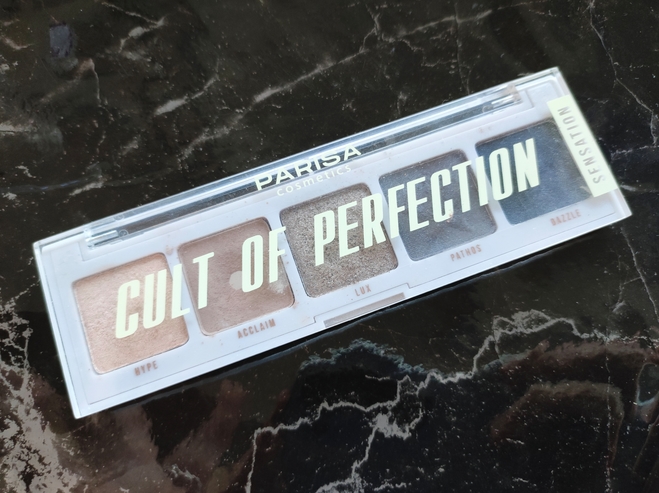 PARISA
cosmetics
CULT OF PERFECTION
SENSATION
HYPE
ACCLAIM
LUX
PATHOS
DAZZLE